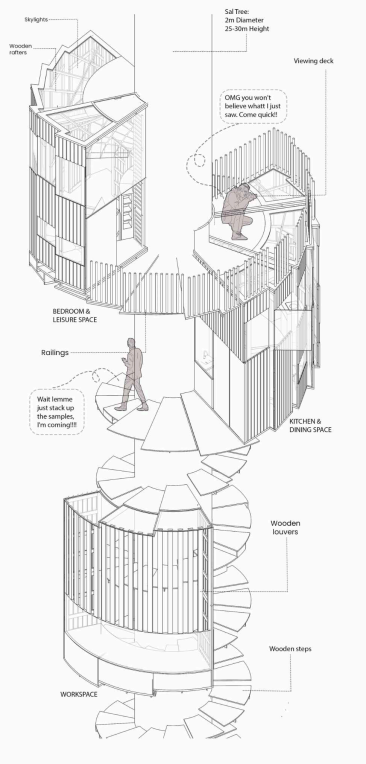 Sal Tree:
2m Diameter
25-30m Height
Skylights
Wooden
rafters
Viewing deck
OMG you won't
believe whatt I just
saw. Come quick!!
BEDROOM &
LEISURE SPACE
Railings
Wait lemme
just stack up
the samples,
I'm coming!!!!
KITCHEN &
DINING SPACE
Wooden
louvers
Wooden steps
WORKSPACE